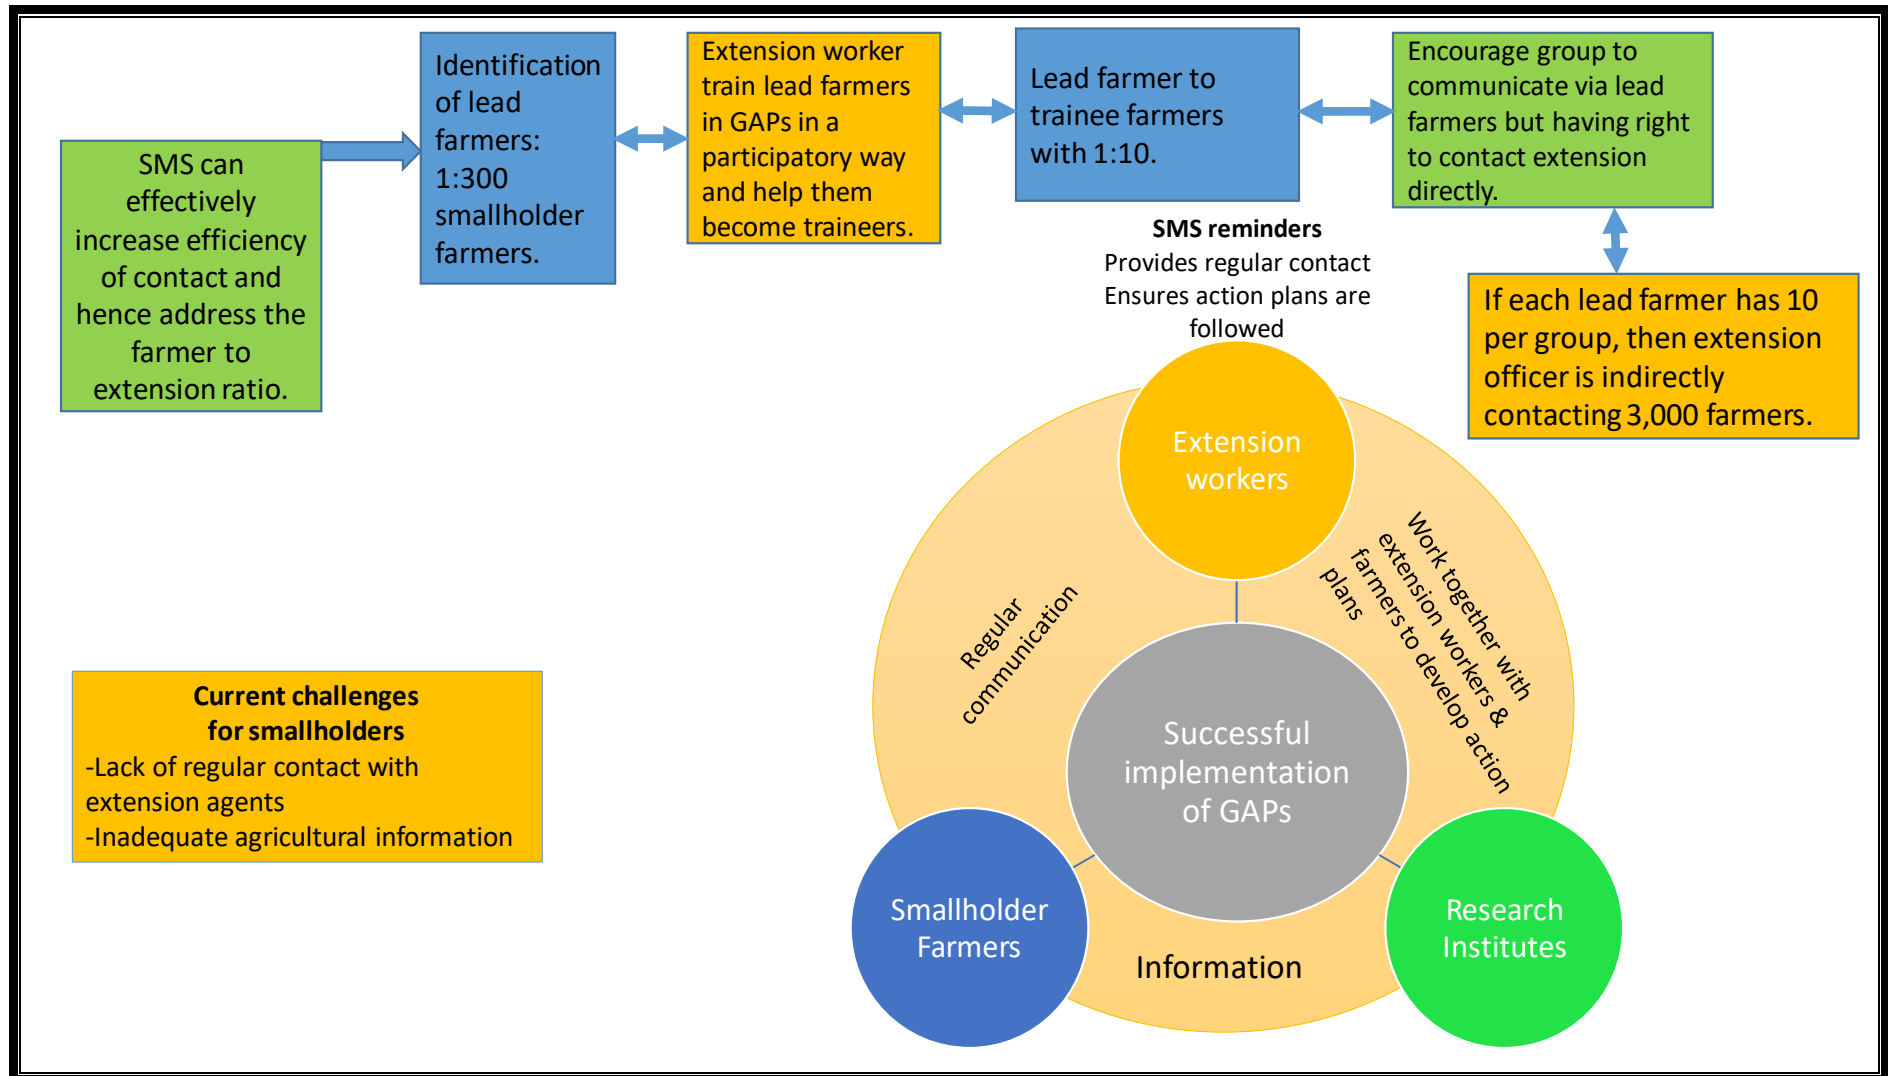 SMS can
effectively
increase efficiency
of contact and
hence address the
farmer to
extension ratio.
Identification
of lead
farmers:
1:300
smallholder
farmers.
Extension worker
train lead farmers
in GAPs in a
participatory way
and help them
become traineers.
Lead farmer to
trainee farmers
with 1:10.
Encourage group to
communicate via lead
farmers but having right
to contact extension
directly.
If each lead farmer has 10
per group, then extension
officer is indirectly
contacting 3,000 farmers.
SMS reminders
Provides regular contact
Ensures action plans are
followed
Extension
workers
Regular
communication
Work together with
extension workers &
farmers to develop action
plans
Successful
implementation
of GAPs
Smallholder
Farmers
Information
Research
Institutes
Current challenges
for smallholders
-Lack of regular contact with
extension agents
-Inadequate agricultural information